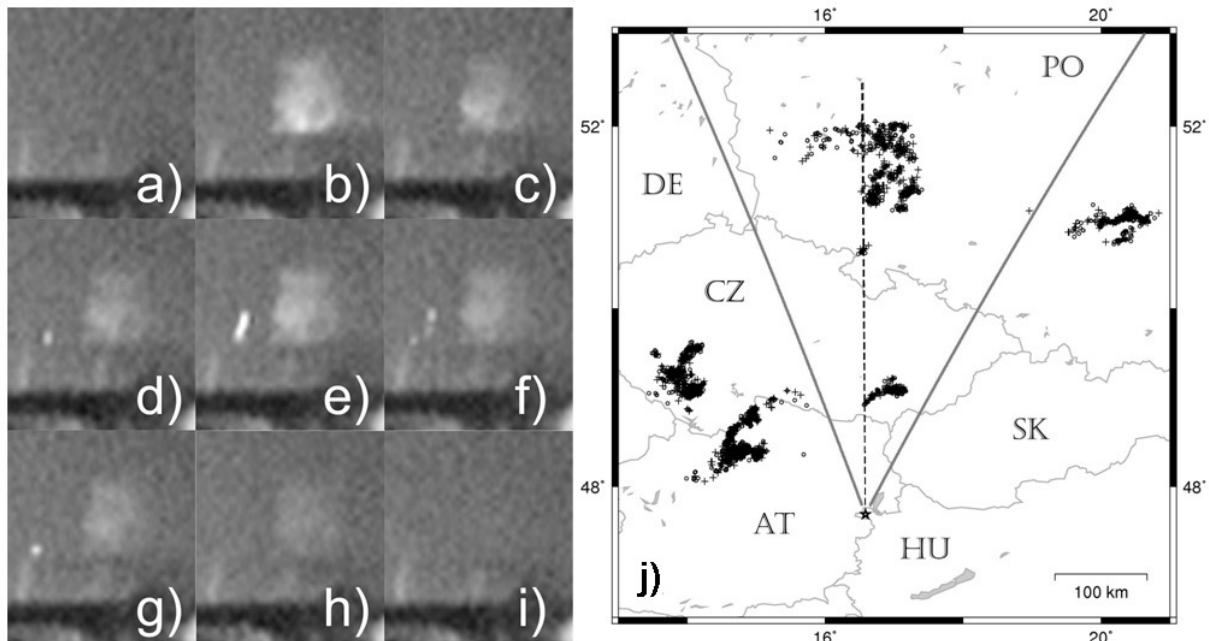 a) b) c)
d) e) f)
g) h) i)
16° 20°
PO
52° 52°
DE
CZ
SK
48° 48°
AT
HU
j)
100 km
16° 20°